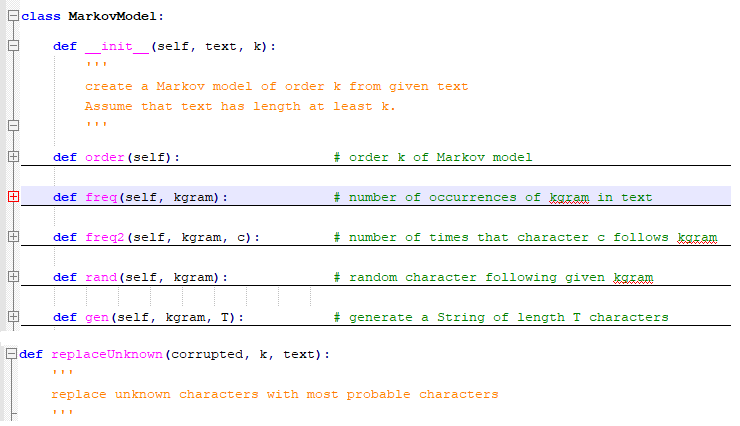 class MarkovModel:
def __init__(self, text, k):
'''
create a Markov model of order k from given text
Assume that text has length at least k.
'''
def order(self): # order k of Markov model
def freq(self, kgram): # number of occurrences of kgram in text
def freq2(self, kgram, c): # number of times that character c follows kgram
def rand(self, kgram): # random character following given kgram
def gen(self, kgram, T): # generate a String of length T characters
def replaceUnknown(corrupted, k, text):
'''
replace unknown characters with most probable characters
'''